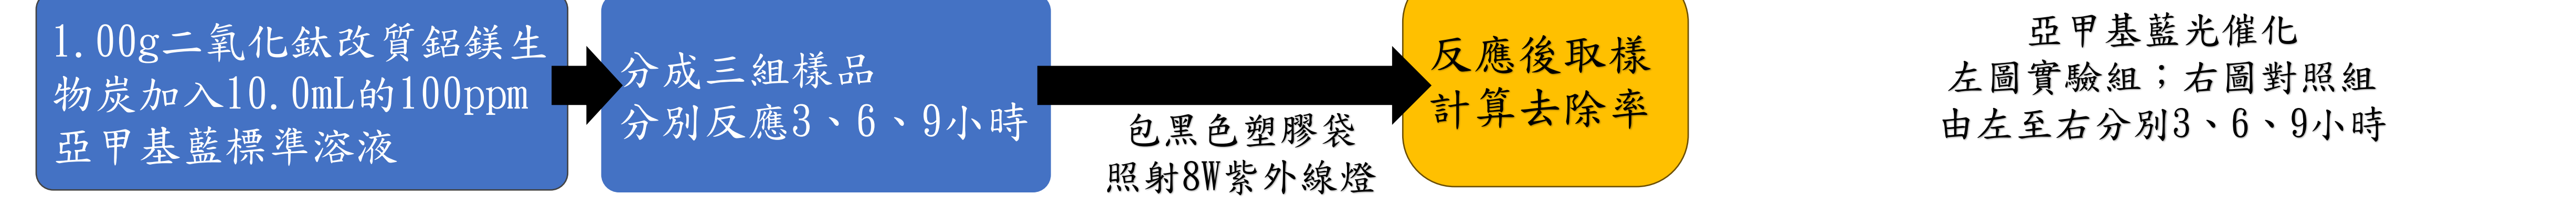 1.00g二氧化鈦改質鋁鎂生
物炭加入10.0mL的100ppm
亞甲基藍標準溶液
分成三組樣品
分別反應3、6、9小時
包黑色塑膠袋
照射8W紫外線燈
反應後取樣
計算去除率
亞甲基藍光催化
左圖實驗組；右圖對照組
由左至右分別3、6、9小時